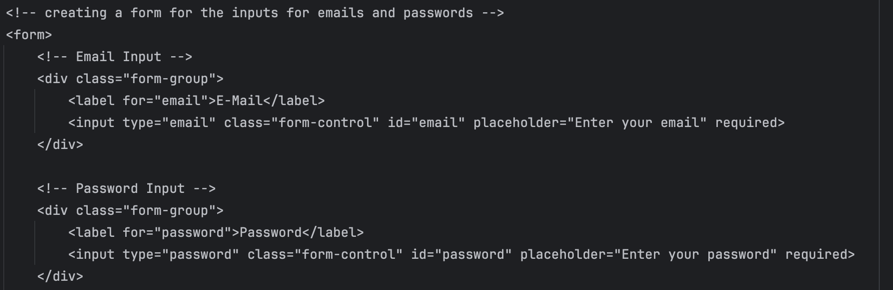 <!-- creating a form for the inputs for emails and passwords -->
<form>
    <!-- Email Input -->
    <div class="form-group">
        <label for="email">E-Mail</label>
        <input type="email" class="form-control" id="email" placeholder="Enter your email" required>
    </div>

    <!-- Password Input -->
    <div class="form-group">
        <label for="password">Password</label>
        <input type="password" class="form-control" id="password" placeholder="Enter your password" required>
    </div>